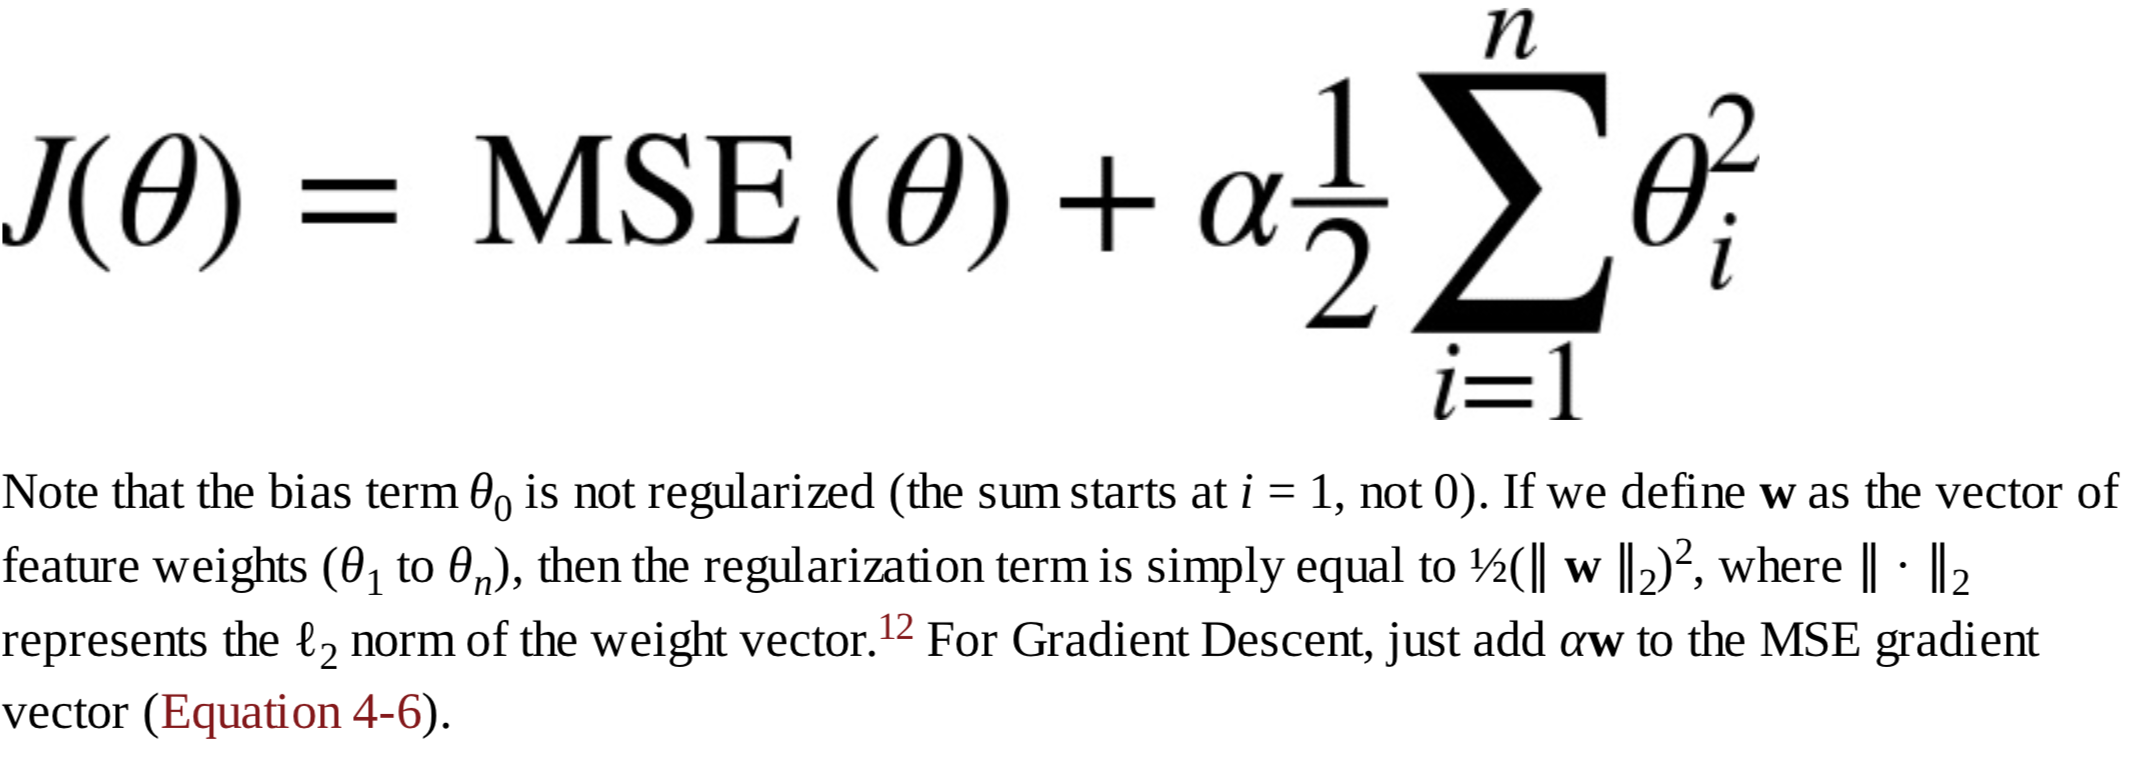 J(θ) = MSE (θ) + α 1/2 ∑_{i=1}^{n} θ_i^2
Note that the bias term θ₀ is not regularized (the sum starts at i = 1, not 0). If we define w as the vector of
feature weights (θ₁ to θₙ), then the regularization term is simply equal to ½(‖ w ‖₂)², where ‖ · ‖₂
represents the ℓ₂ norm of the weight vector.¹² For Gradient Descent, just add αw to the MSE gradient
vector (Equation 4-6).